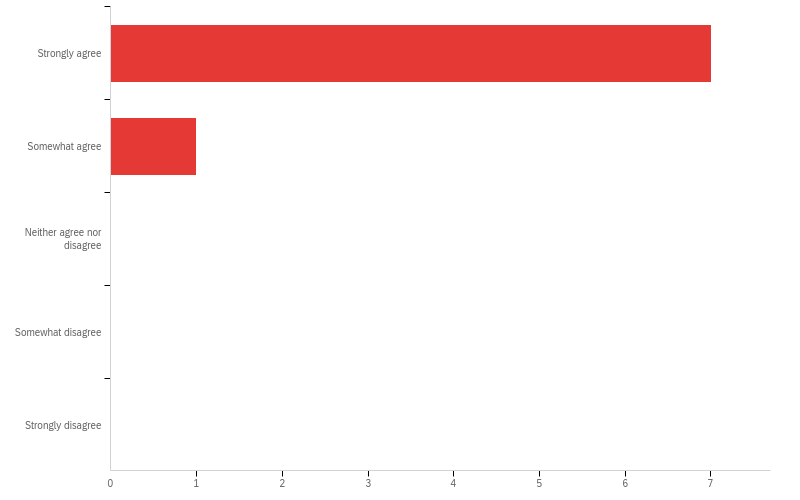 Strongly agree
Somewhat agree
Neither agree nor
disagree
Somewhat disagree
Strongly disagree
0 1 2 3 4 5 6 7